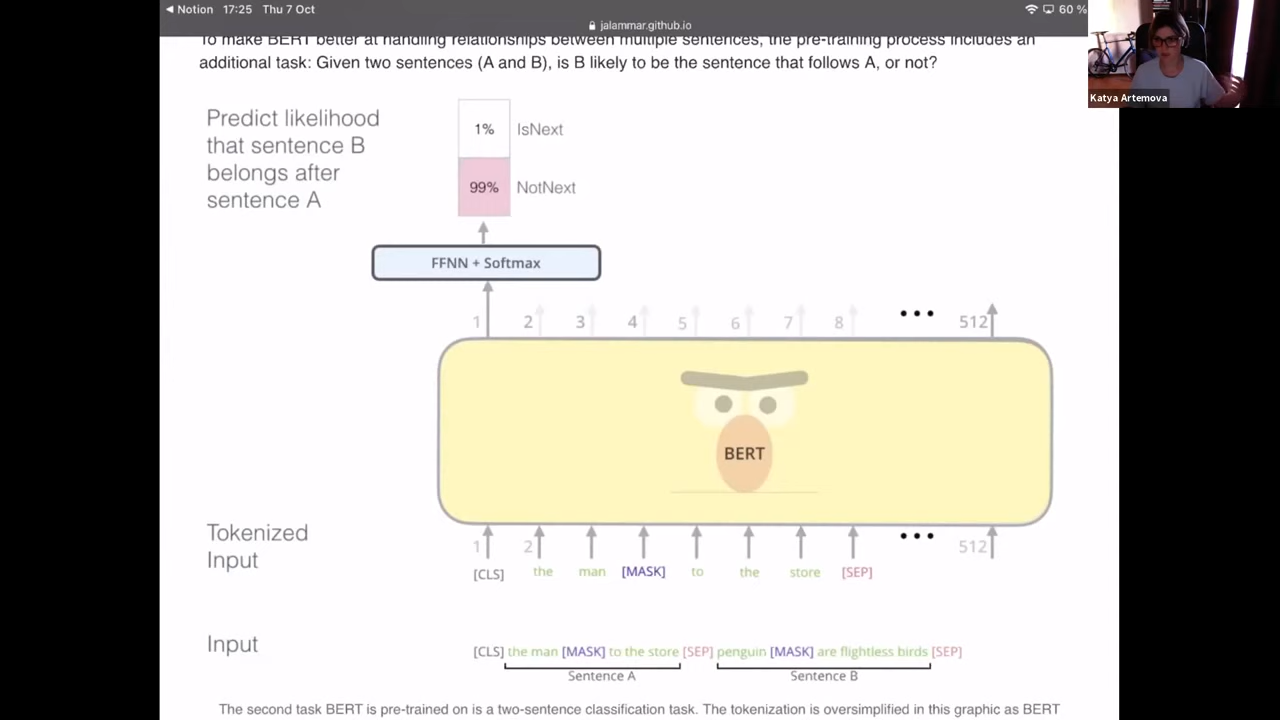 Notion 17:25 Thu 7 Oct 60 %
jalammar.github.io
Katya Artemova
To make BERT better at handling relationships between multiple sentences, the pre-training process includes an
additional task: Given two sentences (A and B), is B likely to be the sentence that follows A, or not?
Predict likelihood
that sentence B
belongs after
sentence A
1% IsNext
99% NotNext
FFNN + Softmax
1 2 3 4 5 6 7 8 ••• 512
BERT
Tokenized
Input
1 2 ••• 512
[CLS] the man [MASK] to the store [SEP]
Input
[CLS] the man [MASK] to the store [SEP] penguin [MASK] are flightless birds [SEP]
Sentence A Sentence B
The second task BERT is pre-trained on is a two-sentence classification task. The tokenization is oversimplified in this graphic as BERT